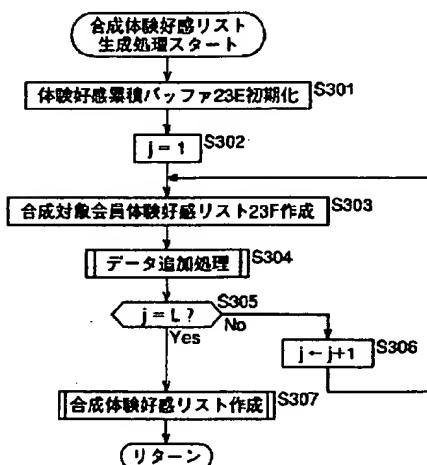 合成体験好感リスト
生成処理スタート
体験好感累積バッファ23E初期化
S301
j = 1
S302
合成対象会員体験好感リスト23F作成
S303
データ追加処理
S304
j = L ?
S305
Yes
No
j ← j+1
S306
合成体験好感リスト作成
S307
リターン